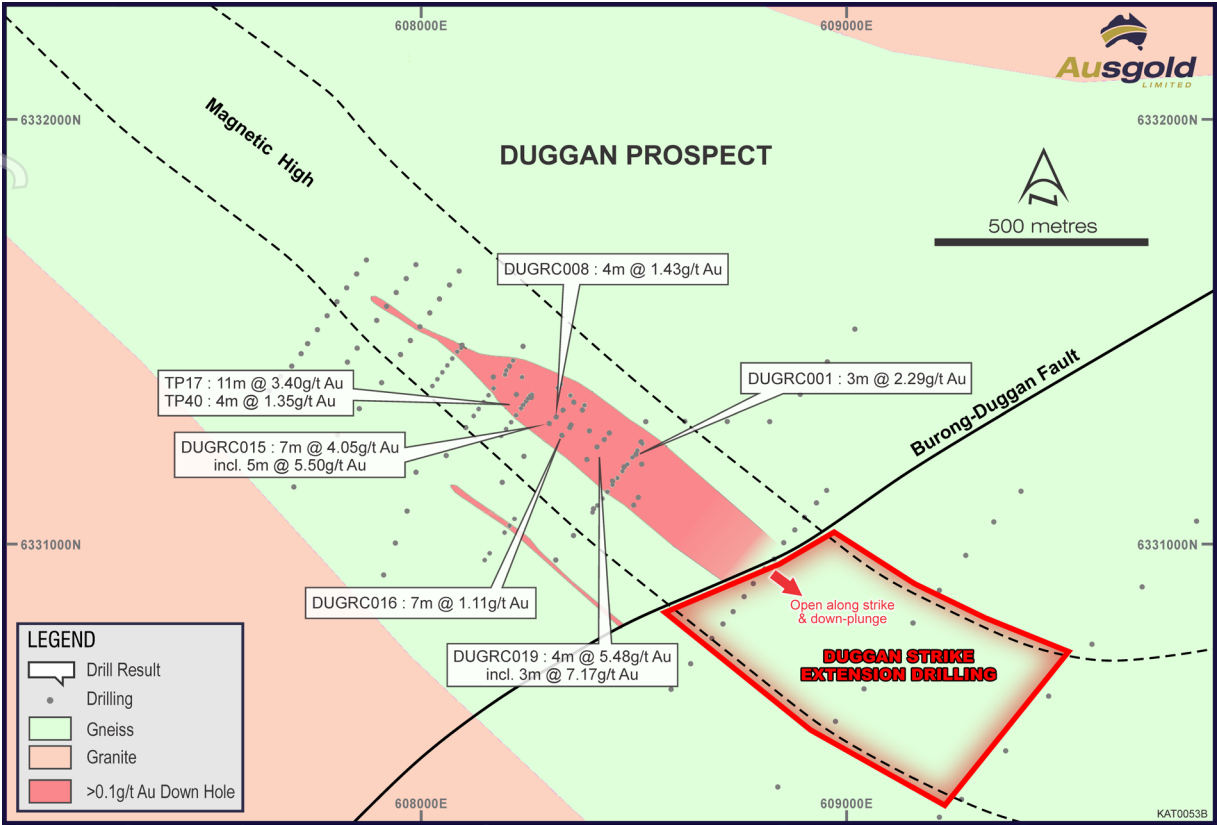 608000E
609000E
Ausgold
LIMITED
6332000N
6332000N
Magnetic High
DUGGAN PROSPECT
N
500 metres
DUGRC008 : 4m @ 1.43g/t Au
TP17 : 11m @ 3.40g/t Au
TP40 : 4m @ 1.35g/t Au
DUGRC001 : 3m @ 2.29g/t Au
Burong-Duggan Fault
DUGRC015 : 7m @ 4.05g/t Au
incl. 5m @ 5.50g/t Au
6331000N
6331000N
DUGRC016 : 7m @ 1.11g/t Au
Open along strike
& down-plunge
DUGRC019 : 4m @ 5.48g/t Au
incl. 3m @ 7.17g/t Au
DUGGAN STRIKE
EXTENSION DRILLING
LEGEND
Drill Result
Drilling
Gneiss
Granite
>0.1g/t Au Down Hole
608000E
609000E
KAT0053B